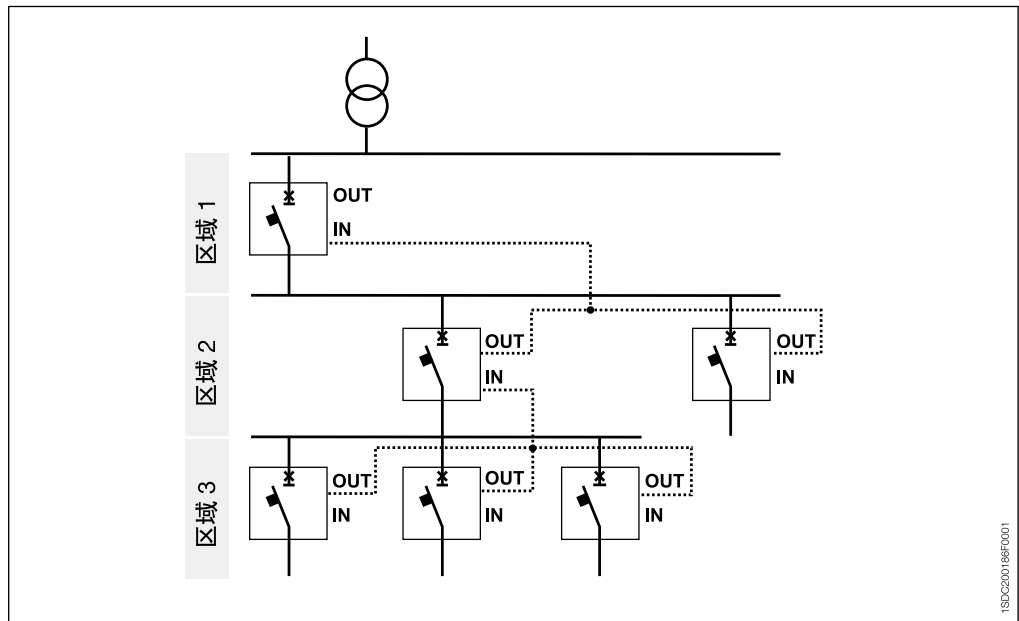 区域 1
OUT
IN
区域 2
OUT
IN
OUT
IN
区域 3
OUT
IN
OUT
IN
OUT
IN
1SDC200186F0001